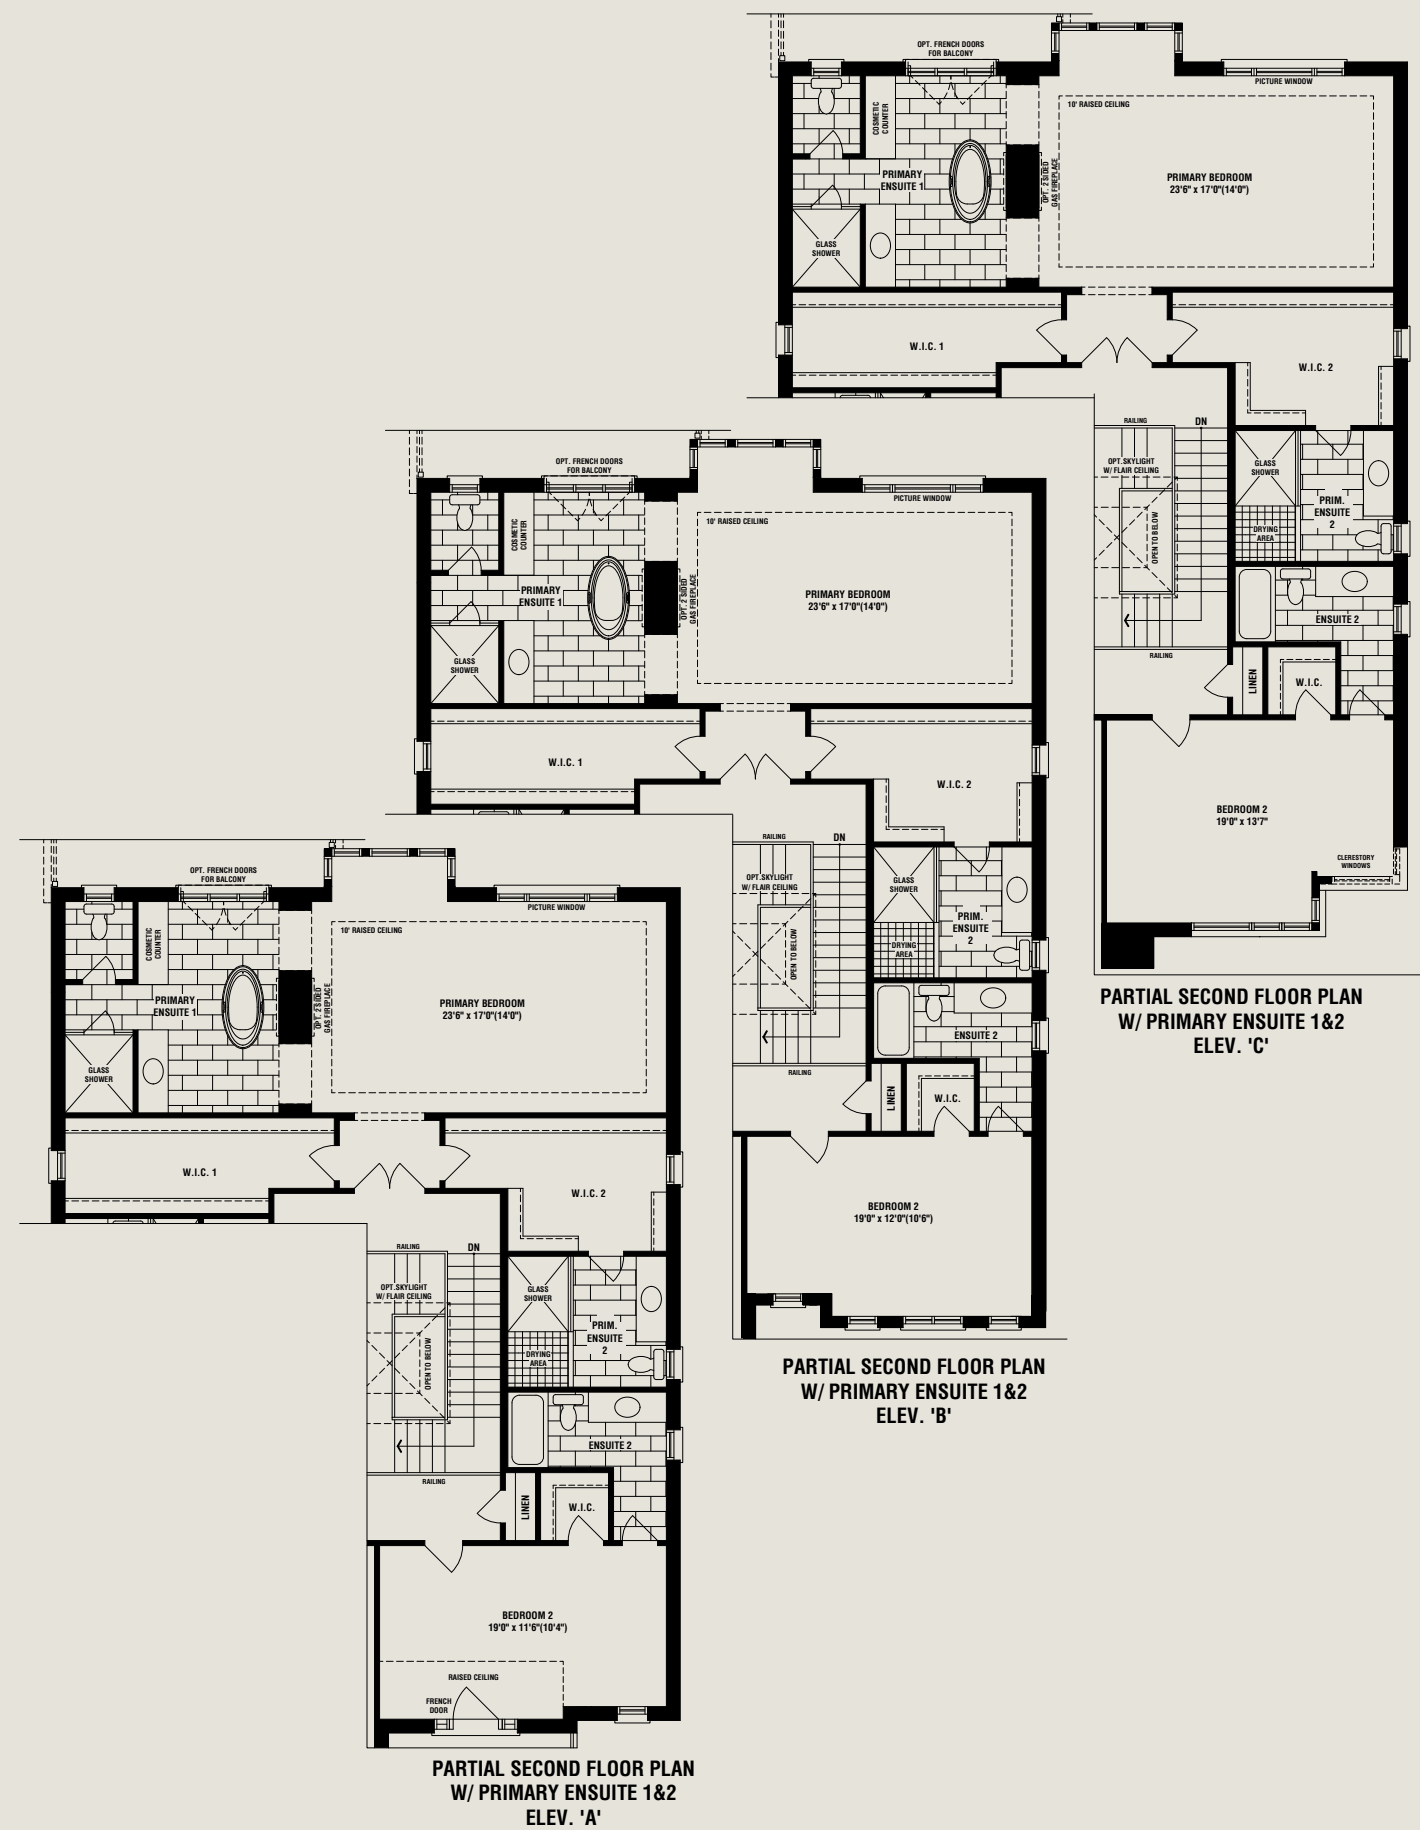 OPT. FRENCH DOORS
FOR BALCONY
PICTURE WINDOW
10' RAISED CEILING
COSMETIC
COUNTER
PRIMARY
ENSUITE 1
OPT. 2 SIDED
GAS FIREPLACE
PRIMARY BEDROOM
23'6" x 17'0"(14'0")
GLASS
SHOWER
W.I.C. 1
W.I.C. 2
RAILING
DN
OPT.SKYLIGHT
W/ FLAIR CEILING
GLASS
SHOWER
OPEN TO BELOW
PRIM.
ENSUITE
2
DRYING
AREA
ENSUITE 2
RAILING
LINEN
W.I.C.
BEDROOM 2
19'0" x 13'7"
CLERESTORY
WINDOWS
PARTIAL SECOND FLOOR PLAN
W/ PRIMARY ENSUITE 1&2
ELEV. 'C'
OPT. FRENCH DOORS
FOR BALCONY
PICTURE WINDOW
10' RAISED CEILING
COSMETIC
COUNTER
PRIMARY
ENSUITE 1
OPT. 2 SIDED
GAS FIREPLACE
PRIMARY BEDROOM
23'6" x 17'0"(14'0")
GLASS
SHOWER
W.I.C. 1
W.I.C. 2
RAILING
DN
OPT.SKYLIGHT
W/ FLAIR CEILING
GLASS
SHOWER
OPEN TO BELOW
PRIM.
ENSUITE
2
DRYING
AREA
ENSUITE 2
RAILING
LINEN
W.I.C.
BEDROOM 2
19'0" x 12'0"(10'6")
PARTIAL SECOND FLOOR PLAN
W/ PRIMARY ENSUITE 1&2
ELEV. 'B'
OPT. FRENCH DOORS
FOR BALCONY
PICTURE WINDOW
10' RAISED CEILING
COSMETIC
COUNTER
PRIMARY
ENSUITE 1
OPT. 2 SIDED
GAS FIREPLACE
PRIMARY BEDROOM
23'6" x 17'0"(14'0")
GLASS
SHOWER
W.I.C. 1
W.I.C. 2
RAILING
DN
OPT.SKYLIGHT
W/ FLAIR CEILING
GLASS
SHOWER
OPEN TO BELOW
PRIM.
ENSUITE
2
DRYING
AREA
ENSUITE 2
RAILING
LINEN
W.I.C.
BEDROOM 2
19'0" x 11'6"(10'4")
RAISED CEILING
FRENCH
DOOR
PARTIAL SECOND FLOOR PLAN
W/ PRIMARY ENSUITE 1&2
ELEV. 'A'